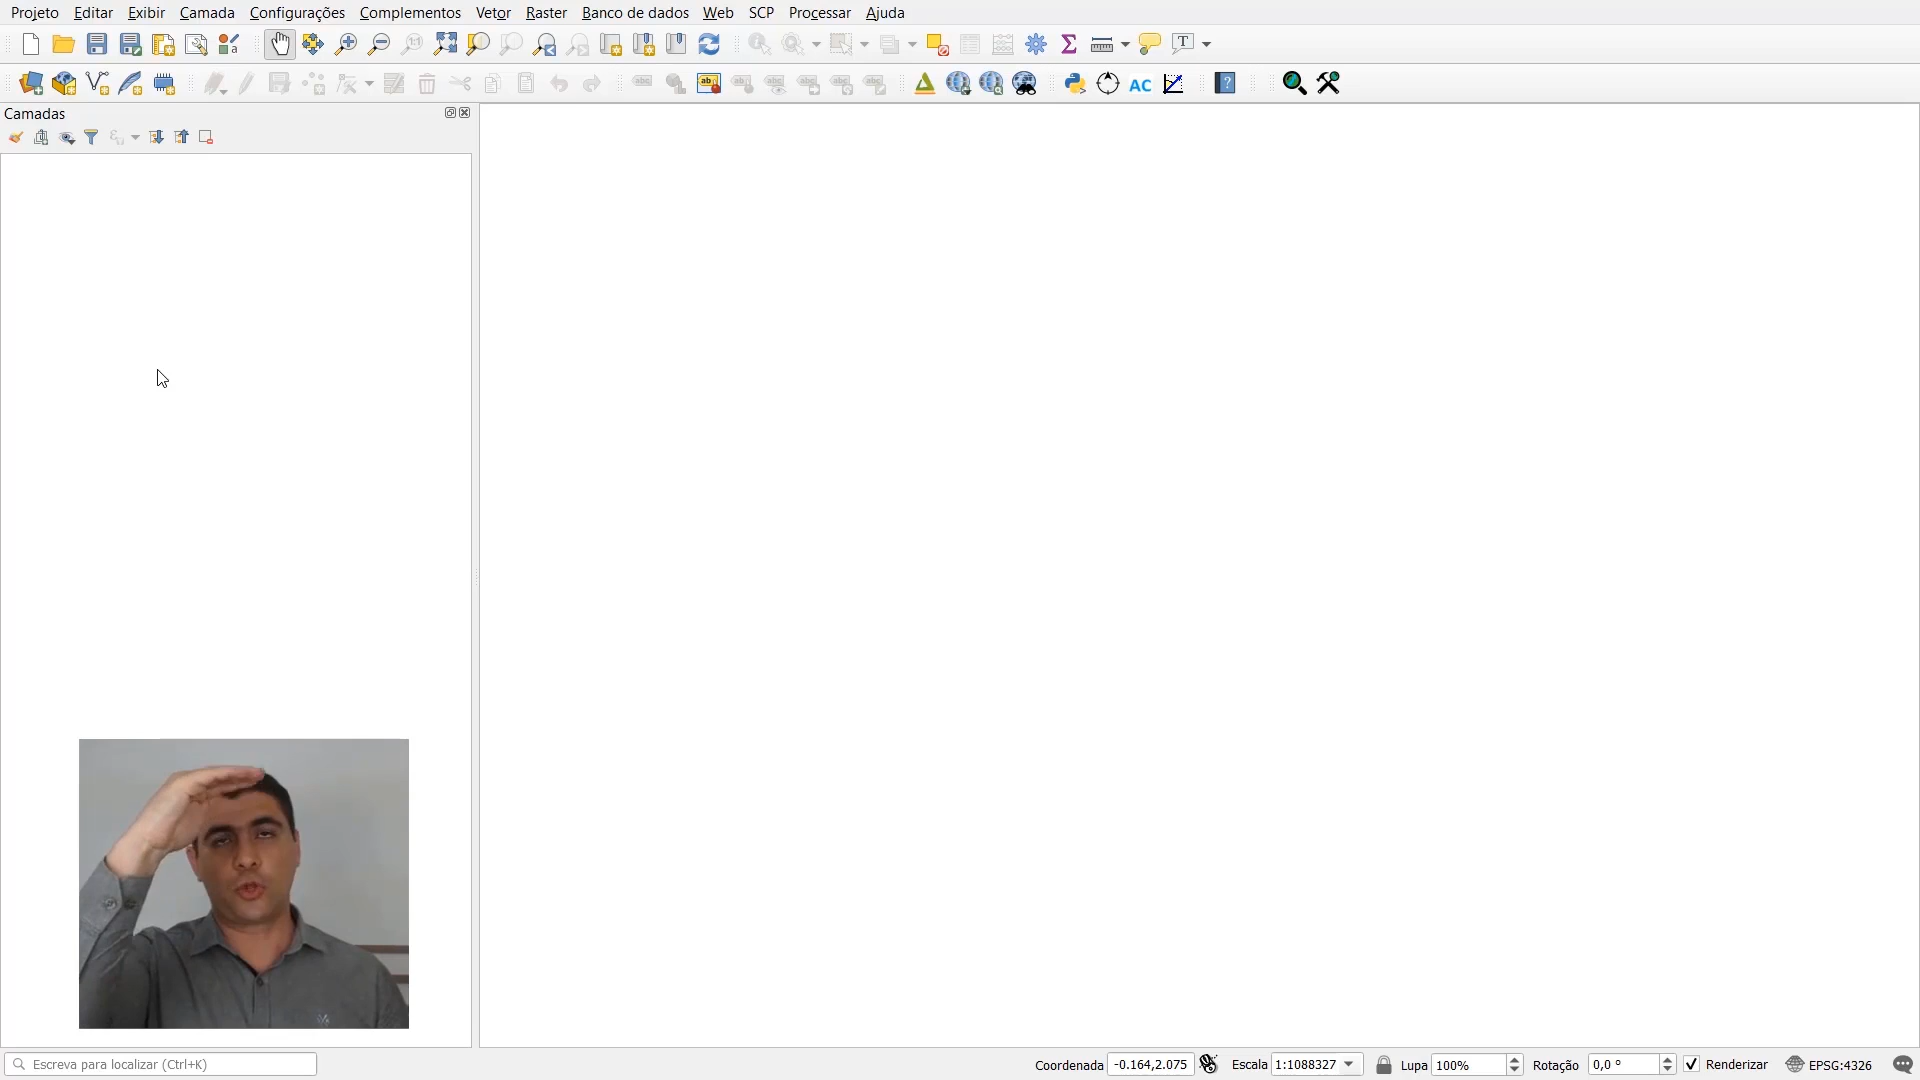 Projeto Editar Exibir Camada Configurações Complementos Vetor Raster Banco de dados Web SCP Processar Ajuda
AC
Camadas
Escreva para localizar (Ctrl+K)
Coordenada -0.164,2.075 Escala 1:1088327 Lupa 100% Rotação 0,0 ° Renderizar EPSG:4326